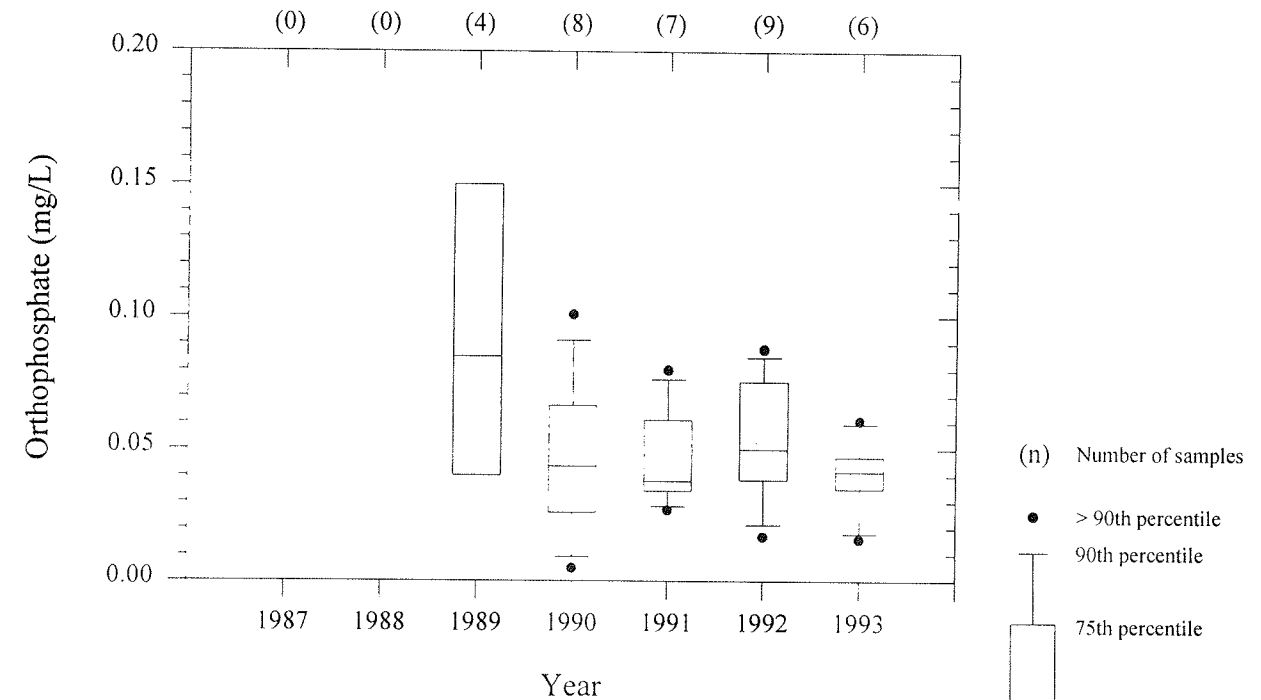 (0) (0) (4) (8) (7) (9) (6)
0.20
0.15
0.10
0.05
0.00
Orthophosphate (mg/L)
1987 1988 1989 1990 1991 1992 1993
Year
(n) Number of samples
> 90th percentile
90th percentile
75th percentile